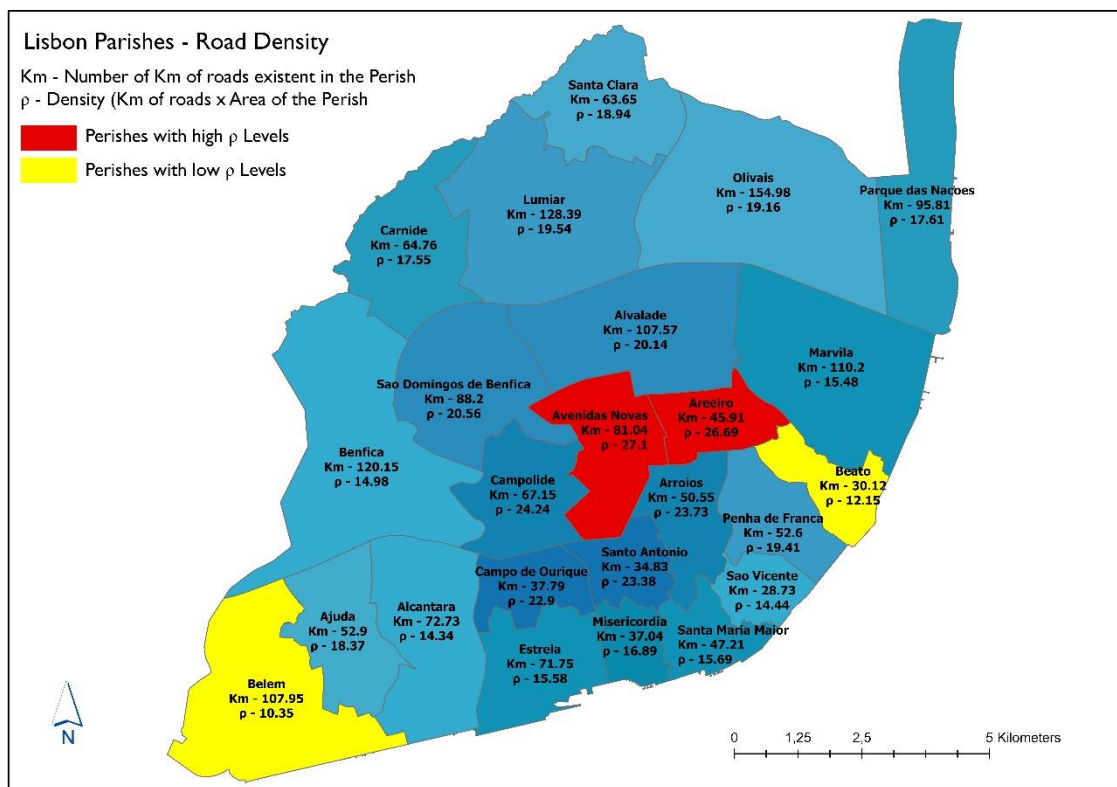 Lisbon Parishes - Road Density
Km - Number of Km of roads existent in the Perish
ρ - Density (Km of roads x Area of the Perish
Perishes with high ρ Levels
Perishes with low ρ Levels
Santa Clara
Km - 63.65
ρ - 18.94
Olivais
Km - 154.98
ρ - 19.16
Parque das Nacoes
Km - 95.81
ρ - 17.61
Lumiar
Km - 128.39
ρ - 19.54
Carnide
Km - 64.76
ρ - 17.55
Alvalade
Km - 107.57
ρ - 20.14
Marvila
Km - 110.2
ρ - 15.48
Sao Domingos de Benfica
Km - 88.2
ρ - 20.56
Avenidas Novas
Km - 81.04
ρ - 27.1
Areeiro
Km - 45.91
ρ - 26.69
Benfica
Km - 120.15
ρ - 14.98
Campolide
Km - 67.15
ρ - 24.24
Arroios
Km - 50.55
ρ - 23.73
Beato
Km - 30.12
ρ - 12.15
Penha de Franca
Km - 52.6
ρ - 19.41
Campo de Ourique
Km - 37.79
ρ - 22.9
Santo Antonio
Km - 34.83
ρ - 23.38
Sao Vicente
Km - 28.73
ρ - 14.44
Ajuda
Km - 52.9
ρ - 18.37
Alcantara
Km - 72.73
ρ - 14.34
Estrela
Km - 71.75
ρ - 15.58
Misericordia
Km - 37.04
ρ - 16.89
Santa Maria Maior
Km - 47.21
ρ - 15.69
Belem
Km - 107.95
ρ - 10.35
N
0 1,25 2,5 5 Kilometers